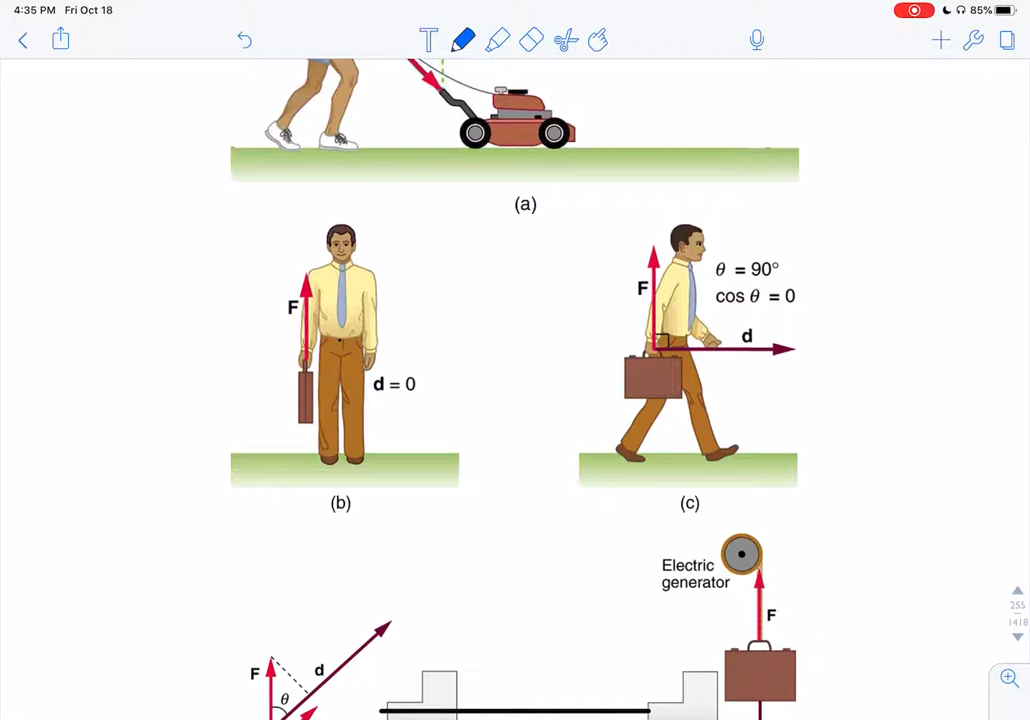 4:35 PM Fri Oct 18
85%
T
(a)
F
d = 0
(b)
F
θ = 90°
cos θ = 0
d
(c)
Electric
generator
F
F
d
θ
255
1418